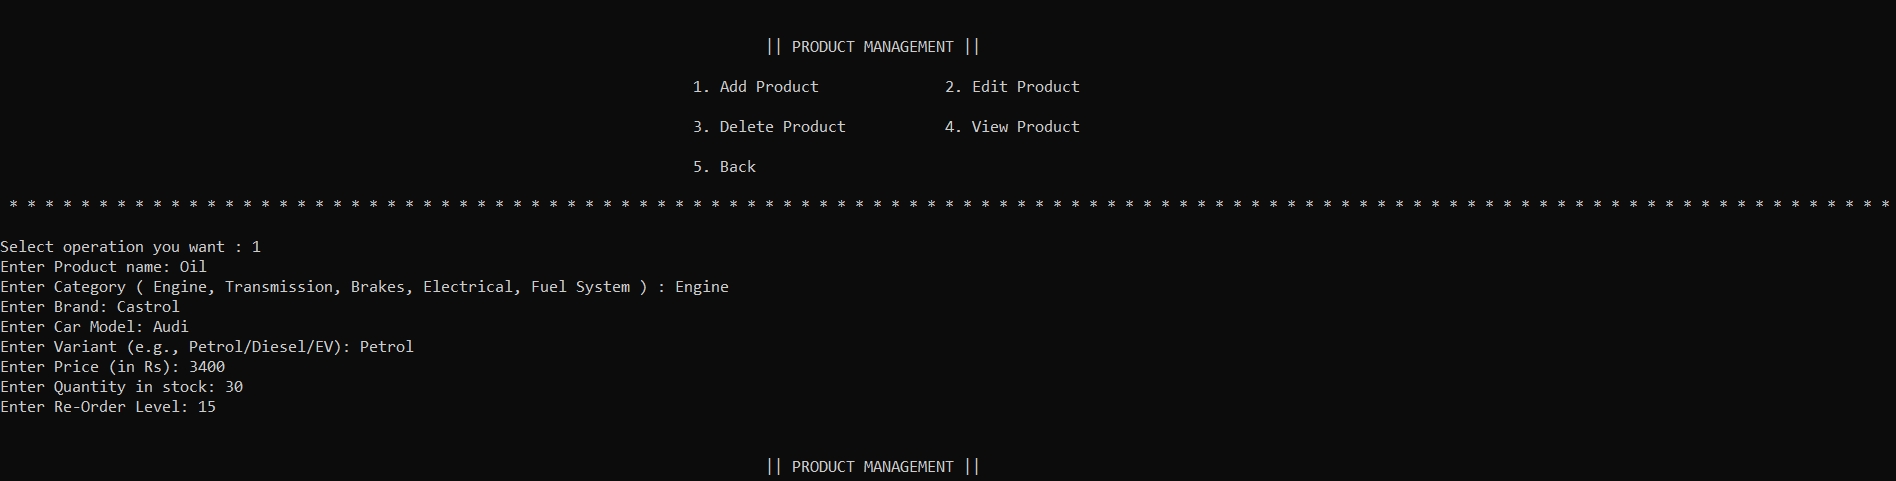 || PRODUCT MANAGEMENT ||
1. Add Product 2. Edit Product
3. Delete Product 4. View Product
5. Back
* * * * * * * * * * * * * * * * * * * * * * * * * * * * * * * * * * * * * * * * * * * * * * * * * * * * * * * * * * * * * * * * * * * * * * * * * * * * * * * * * * * * * * * * * * * * * * * * * * * * * * * * *
Select operation you want : 1
Enter Product name: Oil
Enter Category ( Engine, Transmission, Brakes, Electrical, Fuel System ) : Engine
Enter Brand: Castrol
Enter Car Model: Audi
Enter Variant (e.g., Petrol/Diesel/EV): Petrol
Enter Price (in Rs): 3400
Enter Quantity in stock: 30
Enter Re-Order Level: 15
|| PRODUCT MANAGEMENT ||